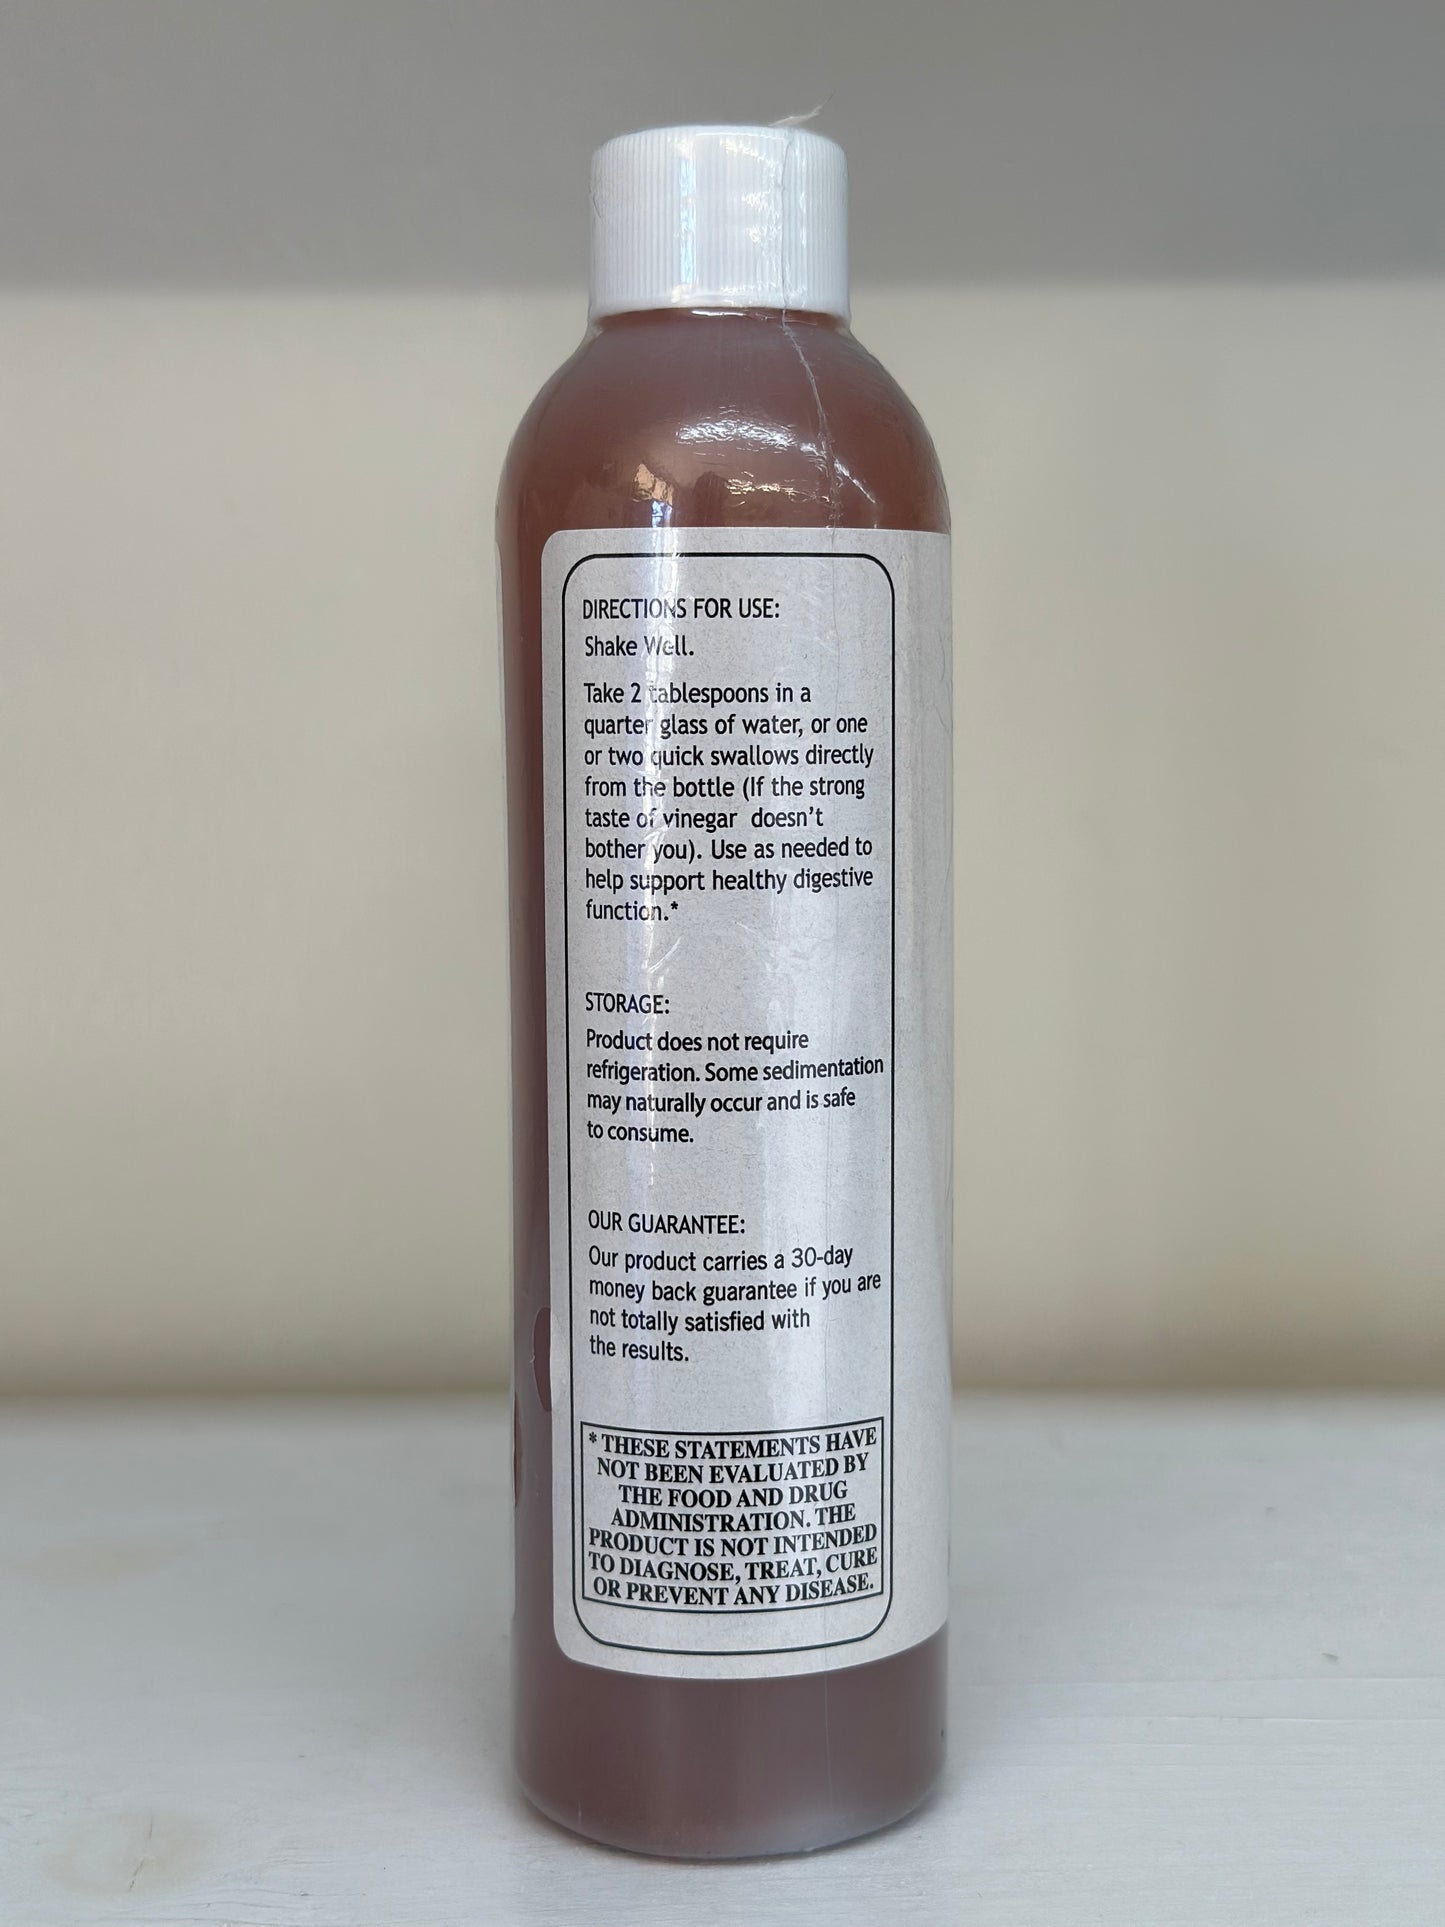 DIRECTIONS FOR USE:
Shake Well.
Take 2 tablespoons in a
quarter glass of water, or one
or two quick swallows directly
from the bottle (If the strong
taste of vinegar doesn't
bother you). Use as needed to
help support healthy digestive
function.*
STORAGE:
Product does not require
refrigeration. Some sedimentation
may naturally occur and is safe
to consume.
OUR GUARANTEE:
Our product carries a 30-day
money back guarantee if you are
not totally satisfied with
the results.
* THESE STATEMENTS HAVE
NOT BEEN EVALUATED BY
THE FOOD AND DRUG
ADMINISTRATION. THE
PRODUCT IS NOT INTENDED
TO DIAGNOSE, TREAT, CURE
OR PREVENT ANY DISEASE.